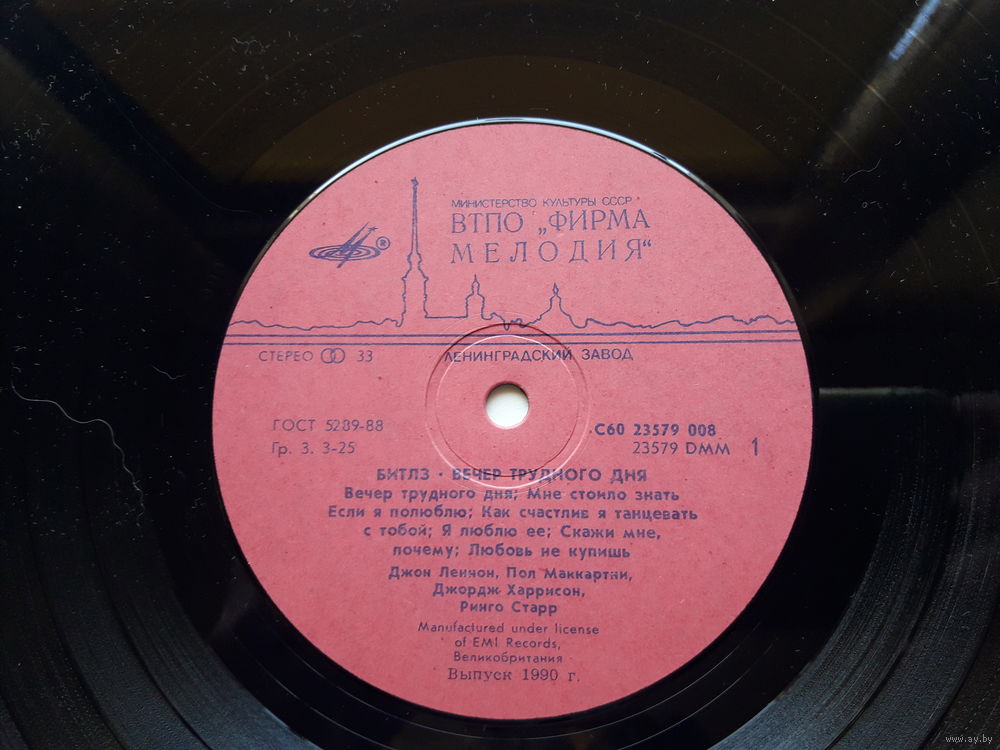 МИНИСТЕРСТВО КУЛЬТУРЫ СССР
ВТПО „ФИРМА
МЕЛОДИЯ“
®
СТЕРЕО 33
ЛЕНИНГРАДСКИЙ ЗАВОД
ГОСТ 5289-88
Гр. 3. 3-25
С60 23579 008
23579 DMM 1
БИТЛЗ · ВЕЧЕР ТРУДНОГО ДНЯ
Вечер трудного дня; Мне стоило знать
Если я полюблю; Как счастлив я танцевать
с тобой; Я люблю ее; Скажи мне,
почему; Любовь не купишь
Джон Леннон, Пол Маккартни,
Джордж Харрисон,
Ринго Старр
Manufactured under license
of EMI Records,
Великобритания
Выпуск 1990 г.
www.ay.by